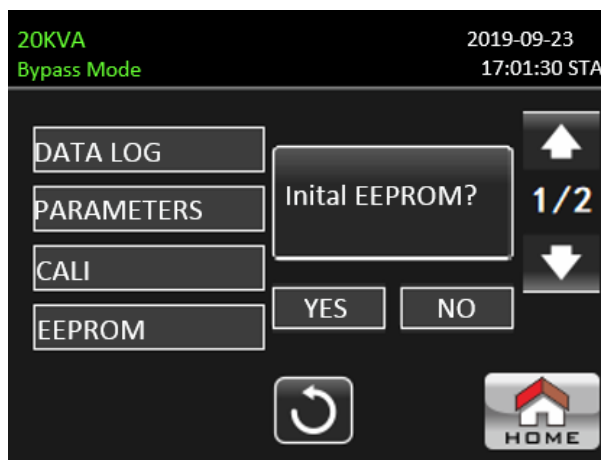 20KVA
2019-09-23
Bypass Mode
17:01:30 STA
DATA LOG
PARAMETERS
CALI
EEPROM
Inital EEPROM?
YES
NO
1/2
HOME